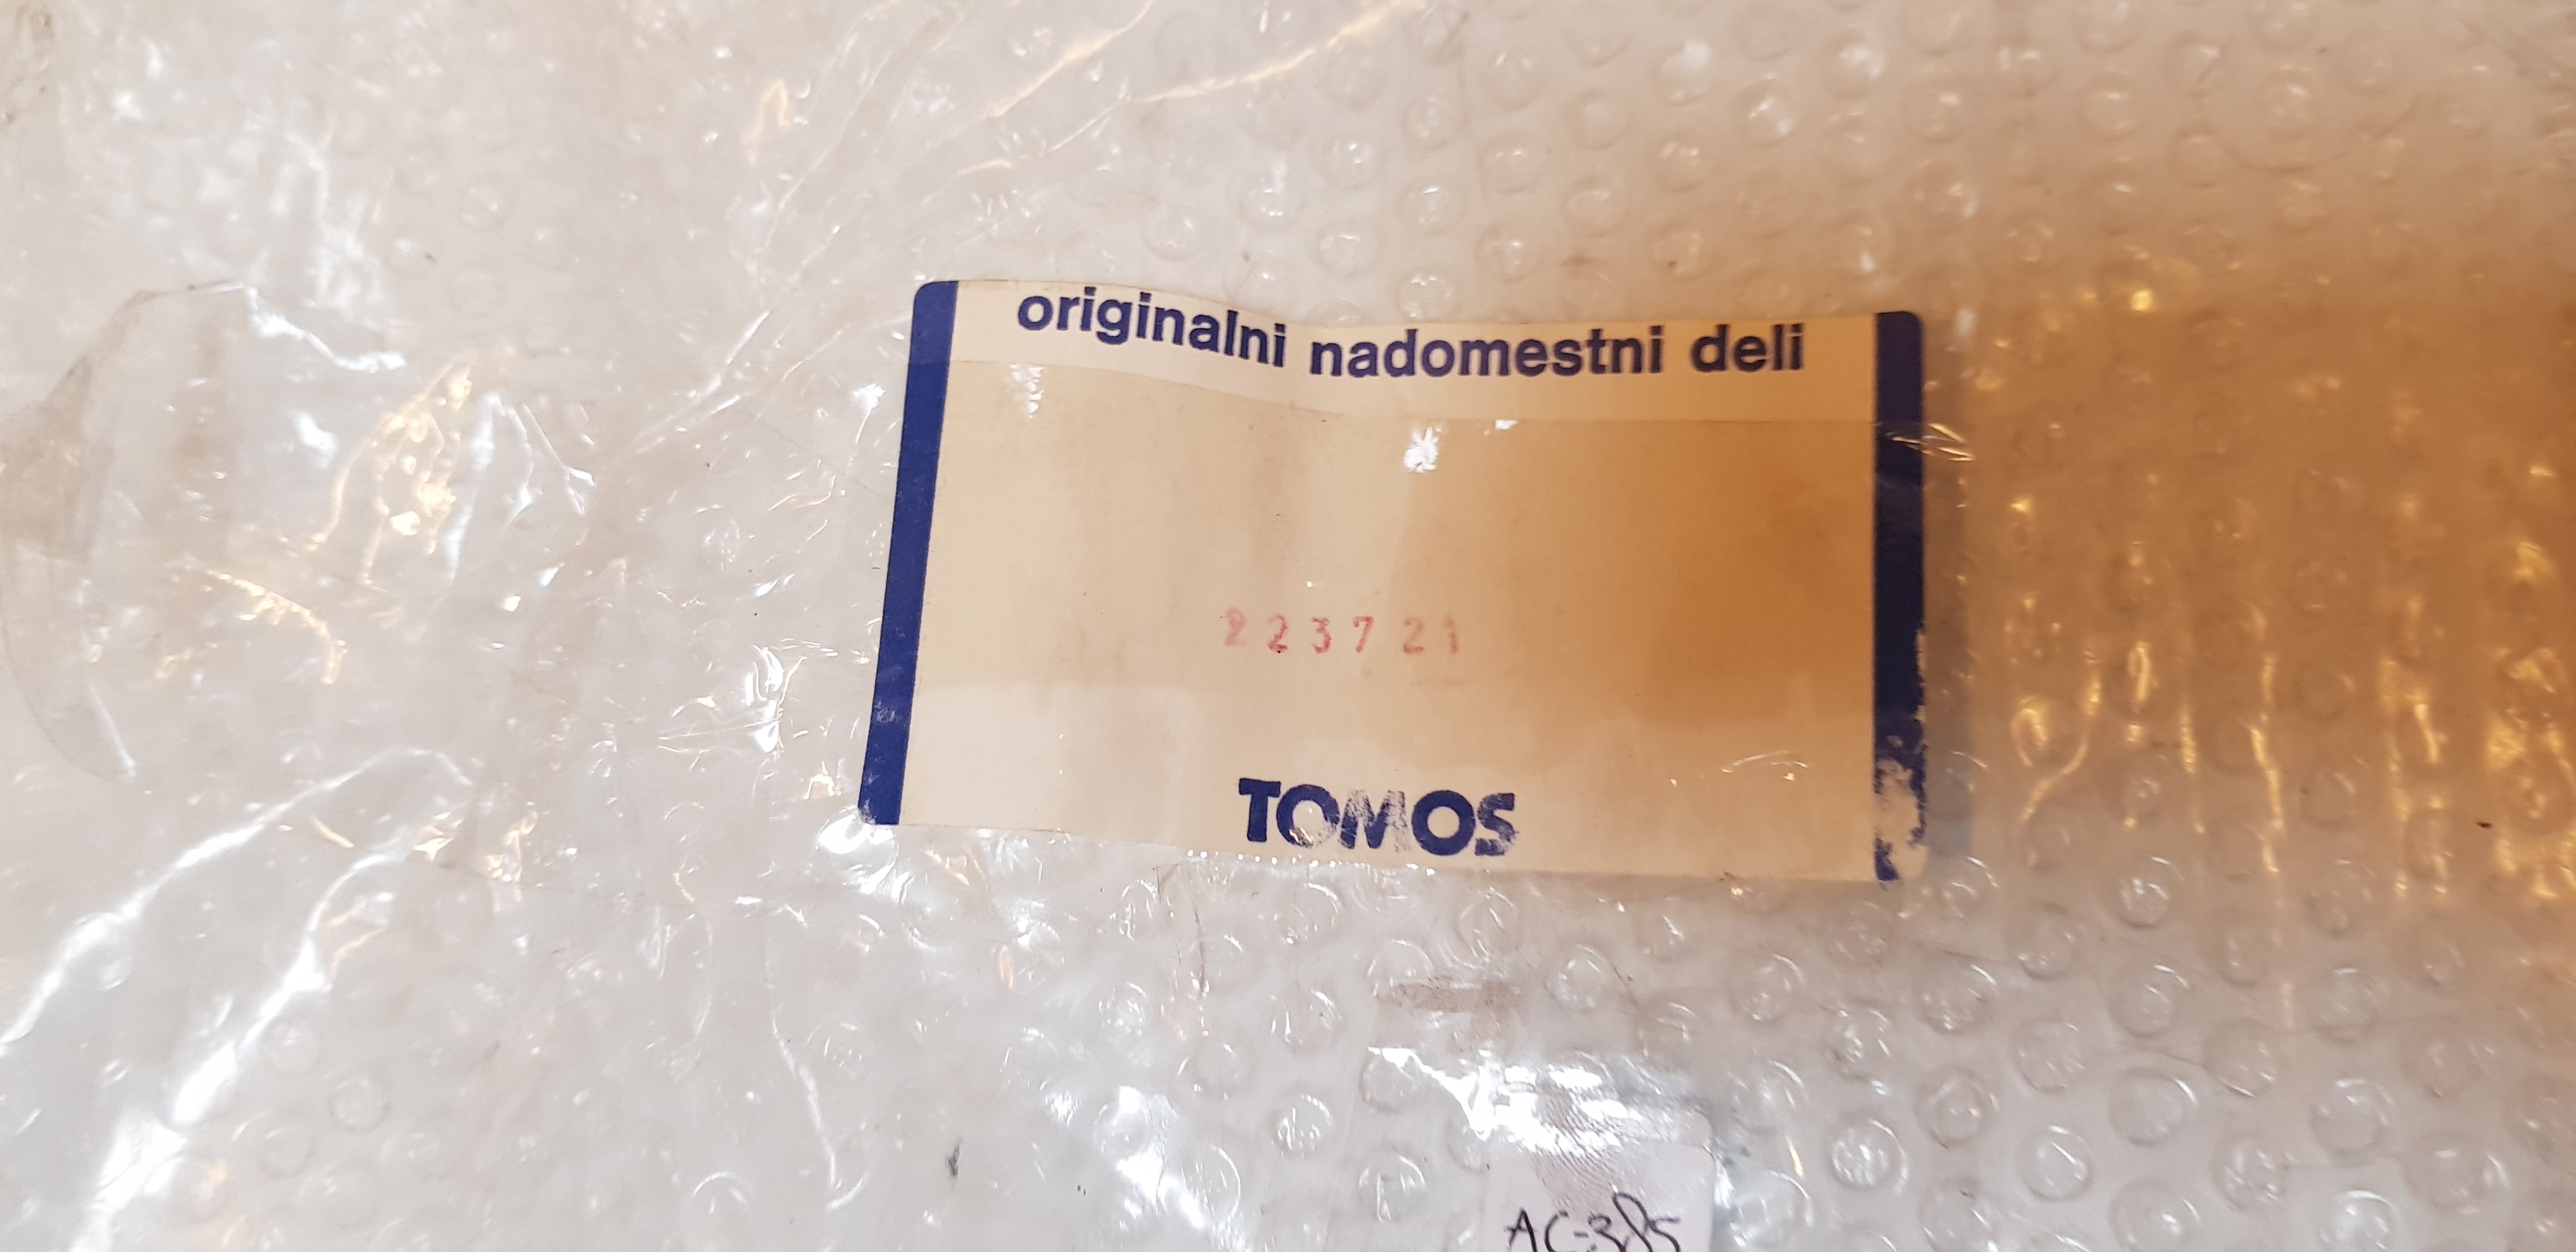 originalni nadomestni deli
223721
TOMOS
AC-385